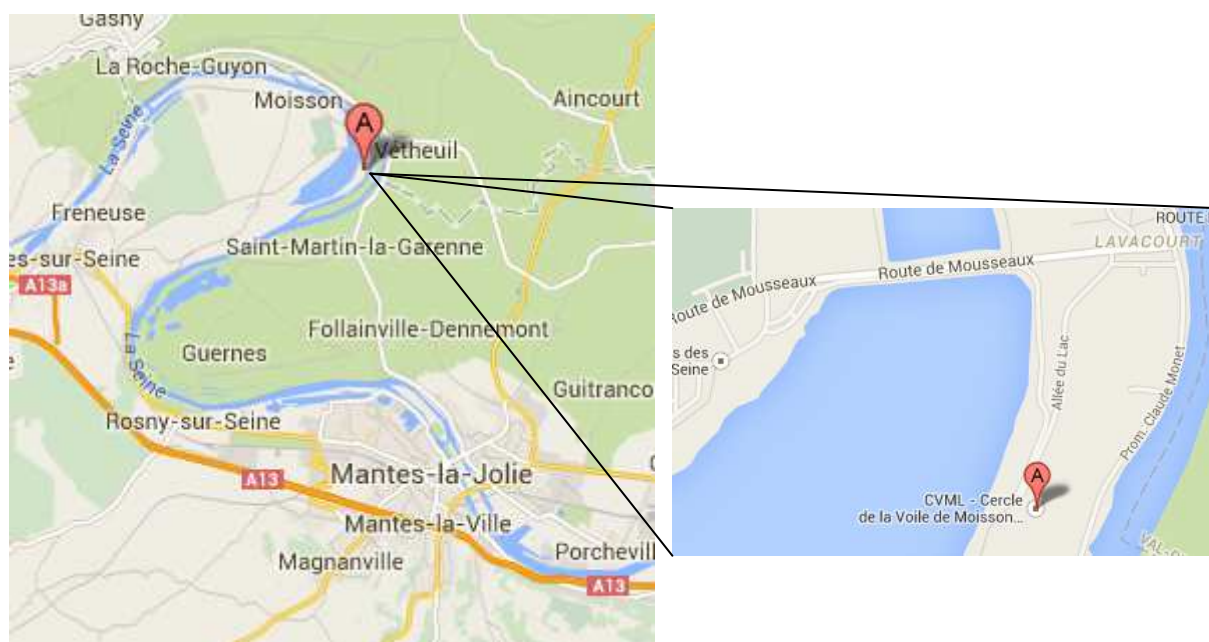 Gasny
La Roche-Guyon
Moisson
Aincourt
A
La Seine
Vétheuil
Freneuse
Saint-Martin-la-Garenne
es-sur-Seine
A13a
Follainville-Dennemont
La Seine
Guernes
Guitranco
Rosny-sur-Seine
A13
Mantes-la-Jolie
Mantes-la-Ville
Magnanville
Porchevill
A13
ROUTE
LAVACOURT
Route de Mousseaux
Route de Mousseaux
s des
Seine
Allée du Lac
Prom. Claude Monet
A
CVML - Cercle
de la Voile de Moisson...